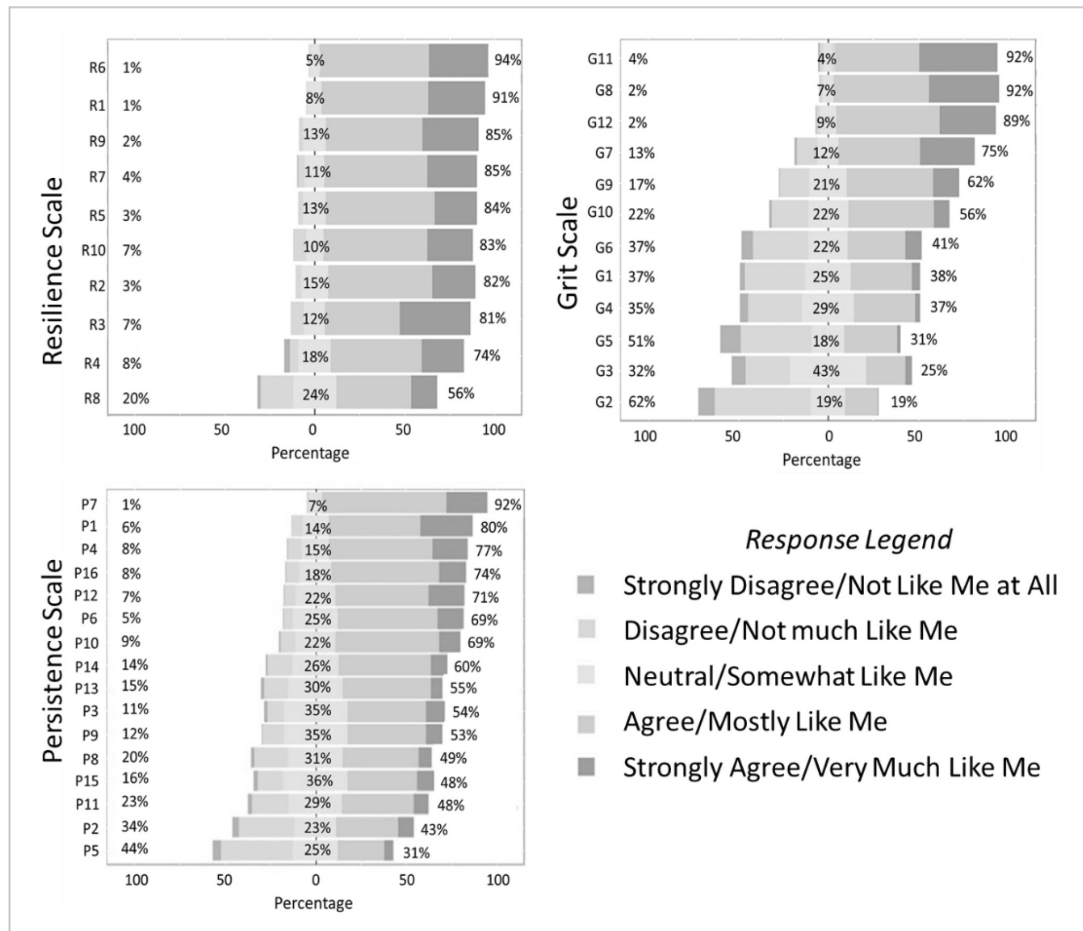 Resilience Scale
R6 1% 5% 94%
R1 1% 8% 91%
R9 2% 13% 85%
R7 4% 11% 85%
R5 3% 13% 84%
R10 7% 10% 83%
R2 3% 15% 82%
R3 7% 12% 81%
R4 8% 18% 74%
R8 20% 24% 56%
100 50 0 50 100
Percentage
Grit Scale
G11 4% 4% 92%
G8 2% 7% 92%
G12 2% 9% 89%
G7 13% 12% 75%
G9 17% 21% 62%
G10 22% 22% 56%
G6 37% 22% 41%
G1 37% 25% 38%
G4 35% 29% 37%
G5 51% 18% 31%
G3 32% 43% 25%
G2 62% 19% 19%
100 50 0 50 100
Percentage
Persistence Scale
P7 1% 7% 92%
P1 6% 14% 80%
P4 8% 15% 77%
P16 8% 18% 74%
P12 7% 22% 71%
P6 5% 25% 69%
P10 9% 22% 69%
P14 14% 26% 60%
P13 15% 30% 55%
P3 11% 35% 54%
P9 12% 35% 53%
P8 20% 31% 49%
P15 16% 36% 48%
P11 23% 29% 48%
P2 34% 23% 43%
P5 44% 25% 31%
100 50 0 50 100
Percentage
Response Legend
Strongly Disagree/Not Like Me at All
Disagree/Not much Like Me
Neutral/Somewhat Like Me
Agree/Mostly Like Me
Strongly Agree/Very Much Like Me